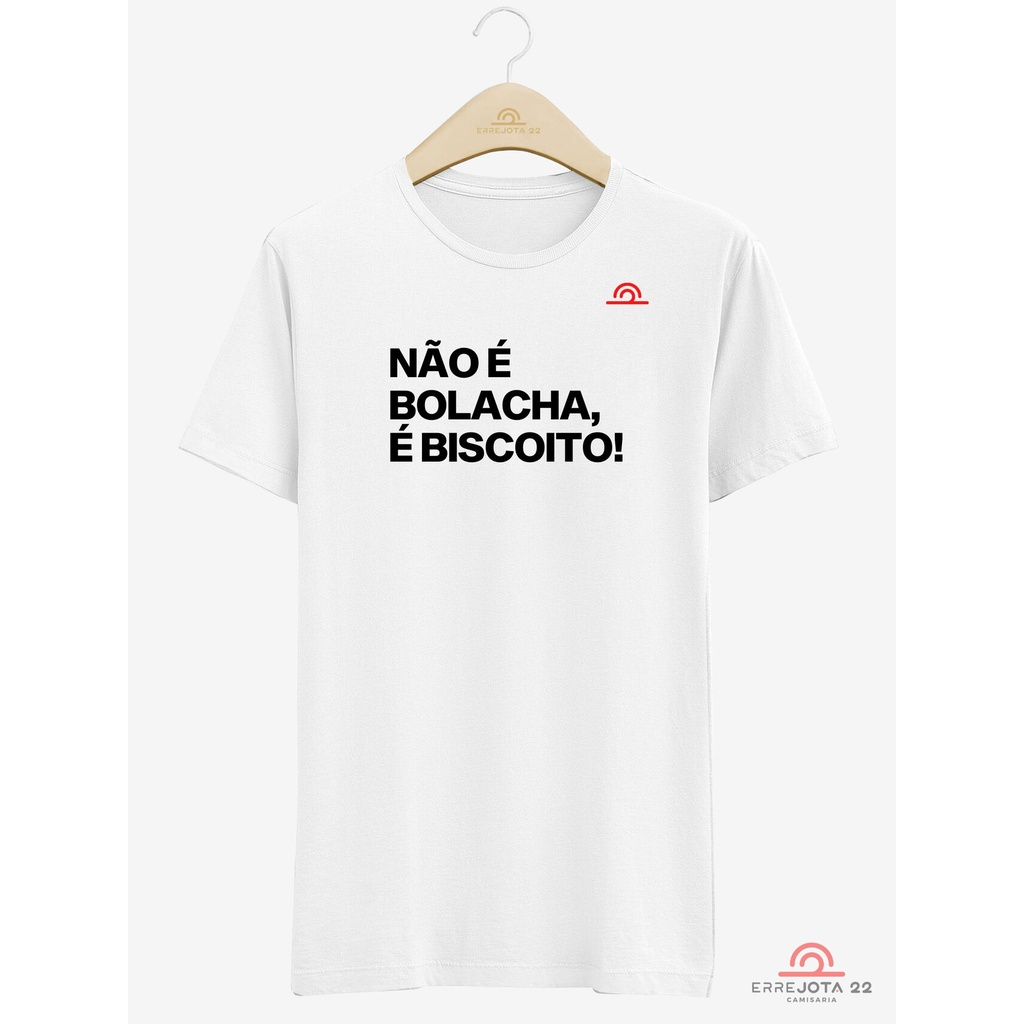 ERREJOTA 22
NÃO É
BOLACHA,
É BISCOITO!
ERREJOTA 22
CAMISARIA